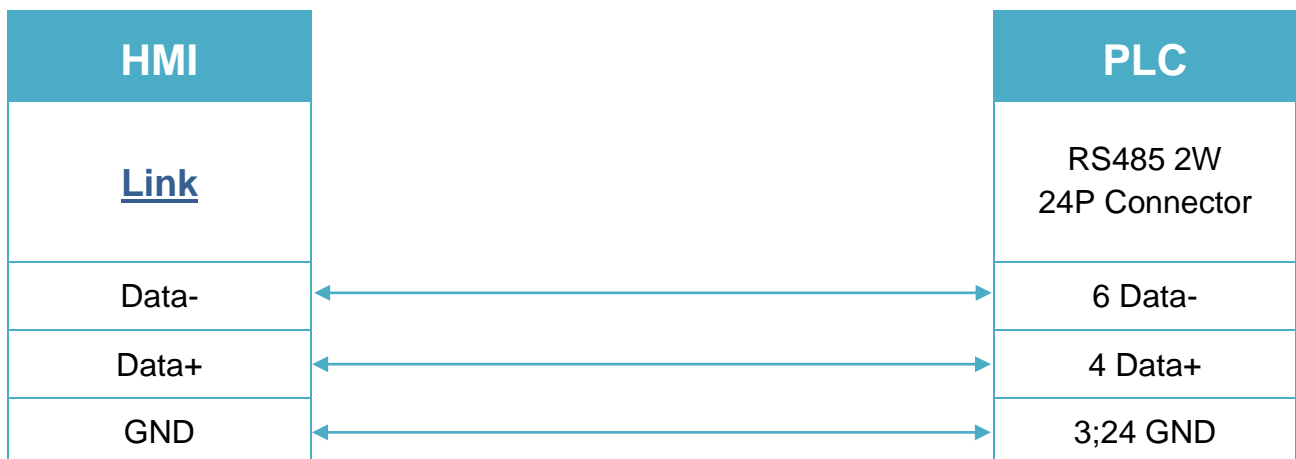 HMI
PLC
Link
RS485 2W
24P Connector
Data-
6 Data-
Data+
4 Data+
GND
3;24 GND